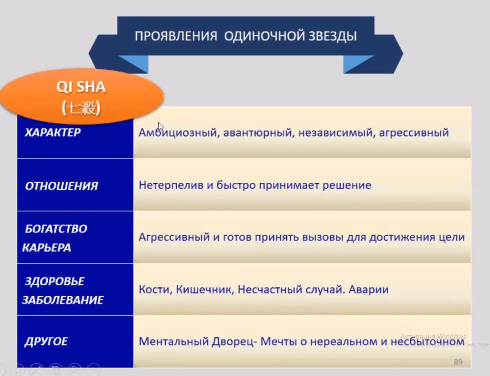 ПРОЯВЛЕНИЯ ОДИНОЧНОЙ ЗВЕЗДЫ
QI SHA
(七殺)
ХАРАКТЕР
Амбициозный, авантюрный, независимый, агрессивный
ОТНОШЕНИЯ
Нетерпелив и быстро принимает решение
БОГАТСТВО
КАРЬЕРА
Агрессивный и готов принять вызовы для достижения цели
ЗДОРОВЬЕ
ЗАБОЛЕВАНИЕ
Кости, Кишечник, Несчастный случай. Аварии
ДРУГОЕ
Ментальный Дворец- Мечты о нереальном и несбыточном
Активация Windows
89